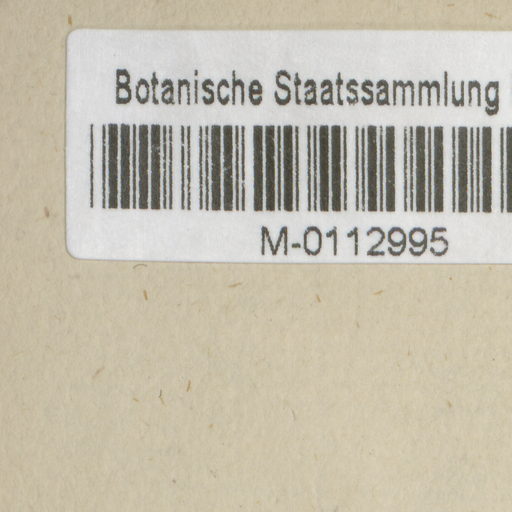 Botanische Staatssammlung
M-0112995